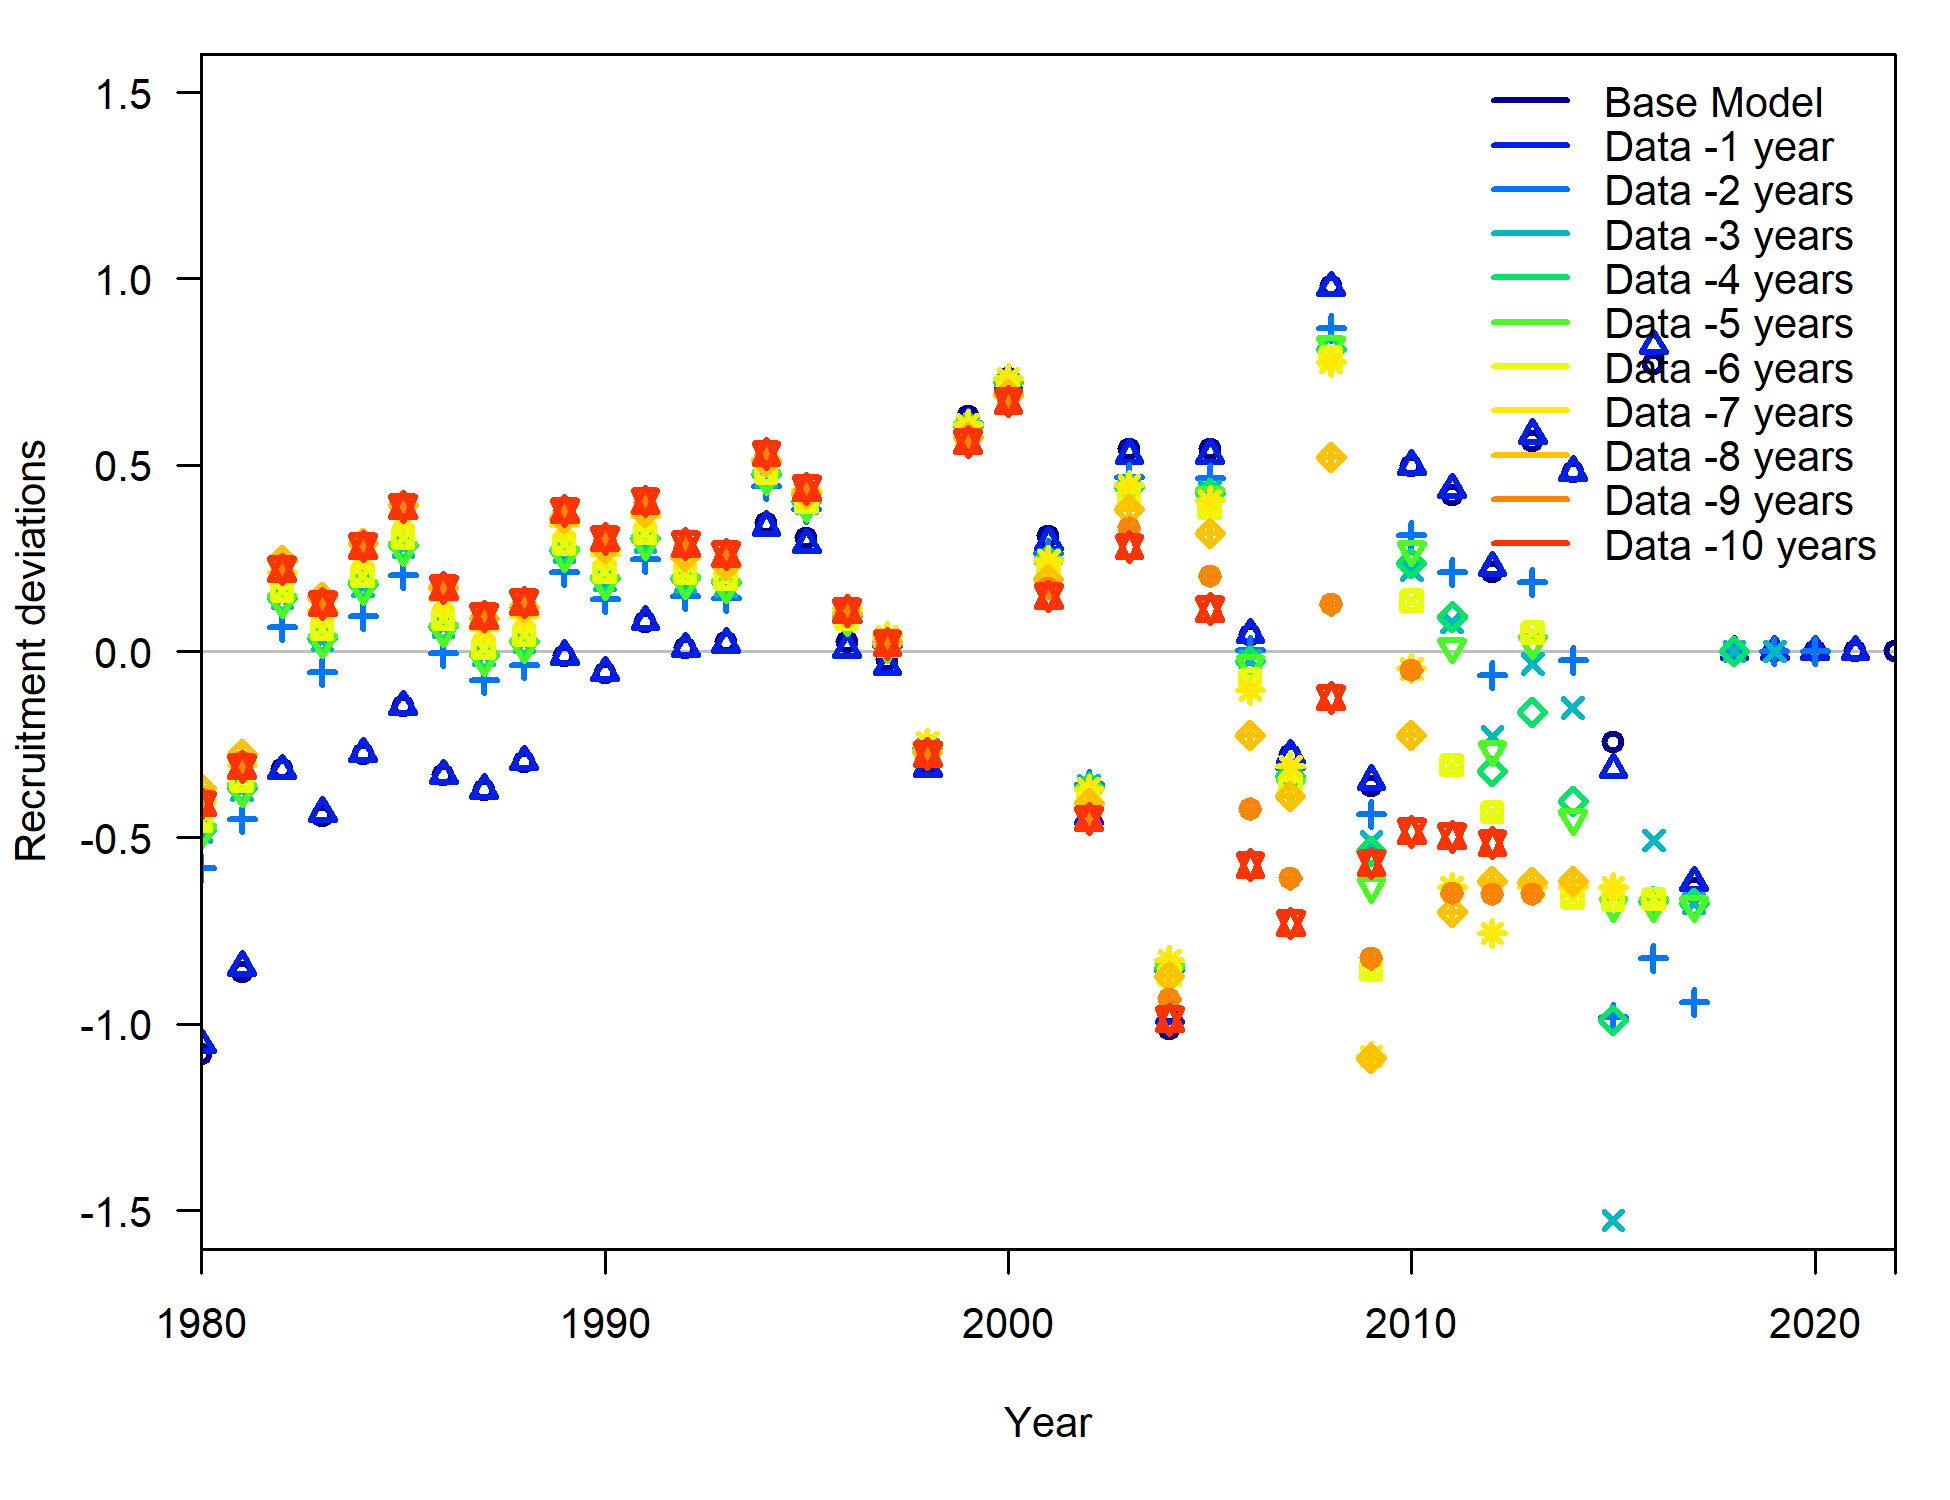 1.5
1.0
0.5
0.0
-0.5
-1.0
-1.5
Recruitment deviations
Base Model
Data -1 year
Data -2 years
Data -3 years
Data -4 years
Data -5 years
Data -6 years
Data -7 years
Data -8 years
Data -9 years
Data -10 years
1980
1990
2000
2010
2020
Year